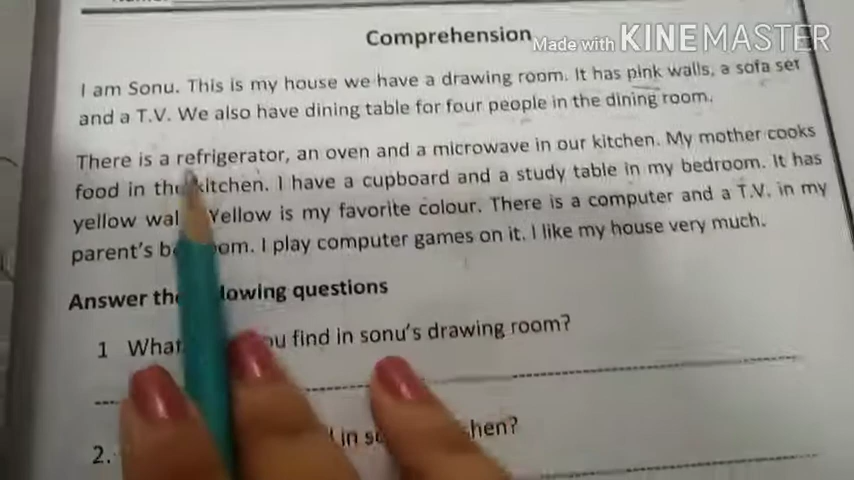 Comprehension
Made with KINEMASTER
I am Sonu. This is my house we have a drawing room. It has pink walls, a sofa set
and a T.V. We also have dining table for four people in the dining room.
There is a refrigerator, an oven and a microwave in our kitchen. My mother cooks
food in the kitchen. I have a cupboard and a study table in my bedroom. It has
yellow wal Yellow is my favorite colour. There is a computer and a T.V. in my
parent's b oom. I play computer games on it. I like my house very much.
Answer the lowing questions
1 What ou find in sonu's drawing room?
2. in so hen?